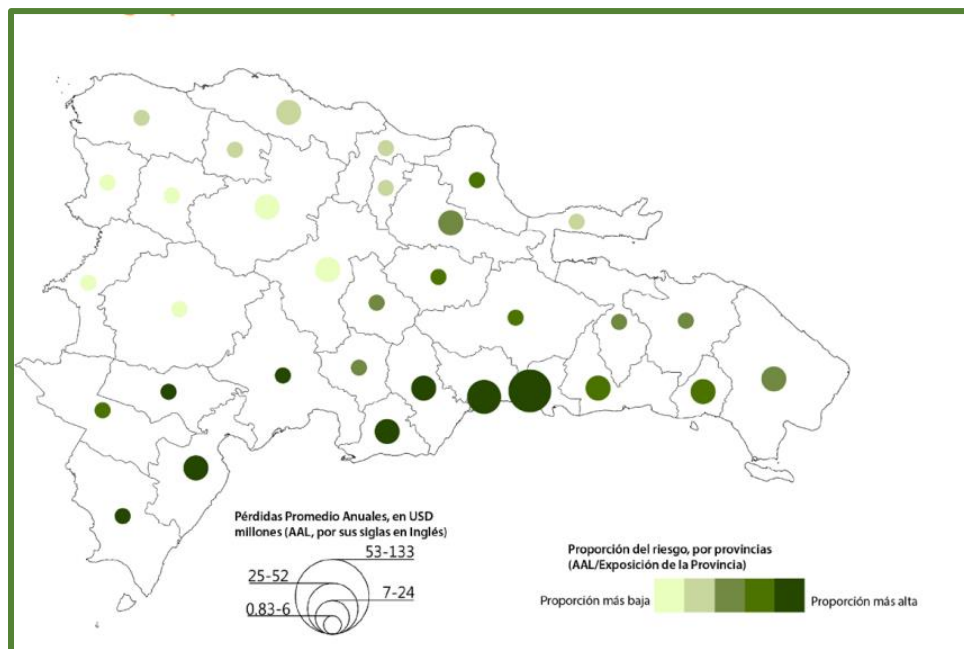 Pérdidas Promedio Anuales, en USD
millones (AAL, por sus siglas en Inglés)
53-133
25-52
7-24
0.83-6
Proporción del riesgo, por provincias
(AAL/Exposición de la Provincia)
Proporción más baja
Proporción más alta